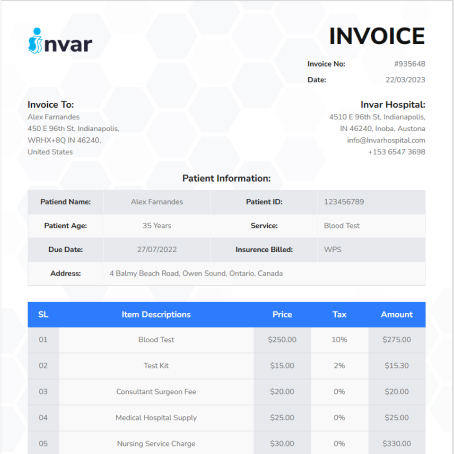 invar
INVOICE
Invoice No: #935648
Date: 22/03/2023
Invoice To:
Alex Farnandes
450 E 96th St, Indianapolis,
WRHX+8Q IN 46240,
United States
Invar Hospital:
4510 E 96th St, Indianapolis,
IN 46240, Inoba, Austona
info@Invarhospital.com
+153 6547 3698
Patient Information:
Patiend Name: Alex Farnandes Patient ID: 123456789
Patient Age: 35 Years Service: Blood Test
Due Date: 27/07/2022 Insurence Billed: WPS
Address: 4 Balmy Beach Road, Owen Sound, Ontario, Canada
SL Item Descriptions Price Tax Amount
01 Blood Test $250.00 10% $275.00
02 Test Kit $15.00 2% $15.30
03 Consultant Surgeon Fee $20.00 0% $20.00
04 Medical Hospital Supply $25.00 0% $25.00
05 Nursing Service Charge $30.00 0% $330.00